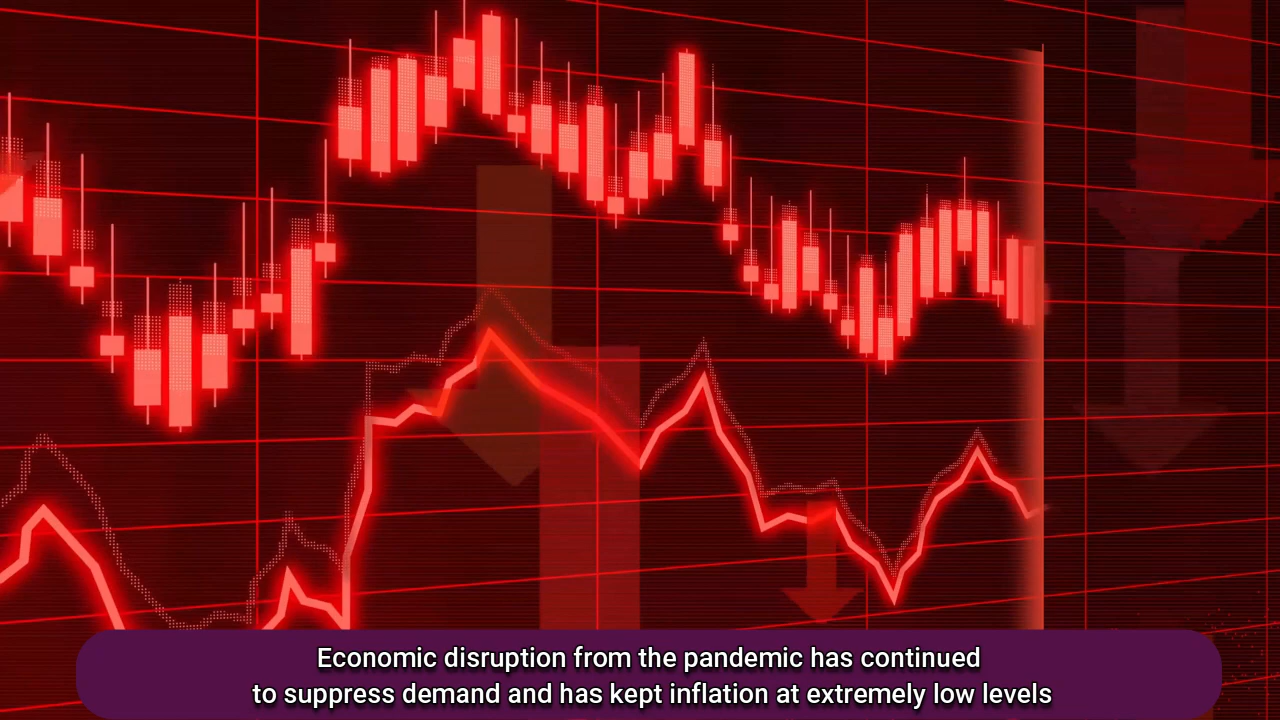 Economic disruption from the pandemic has continued
to suppress demand and has kept inflation at extremely low levels